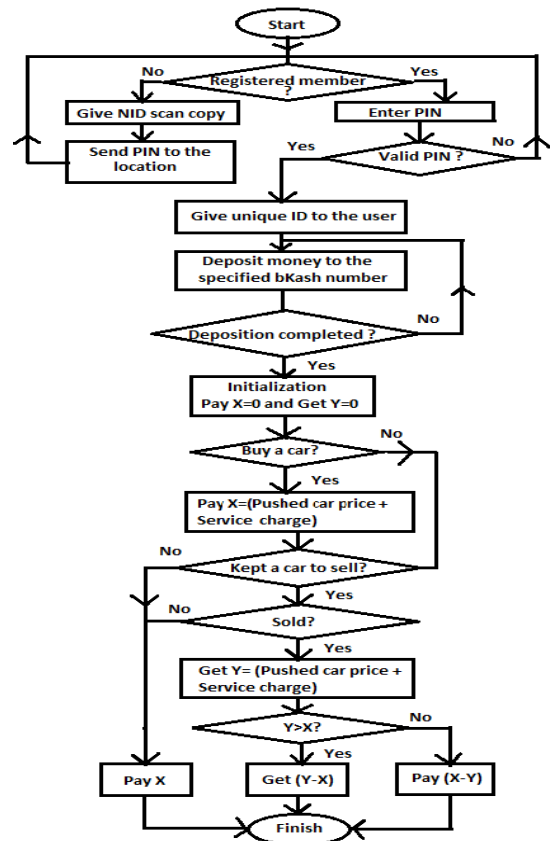 Start
No
Registered member
?
Yes
Give NID scan copy
Enter PIN
Send PIN to the
location
Yes
Valid PIN ?
No
Give unique ID to the user
Deposit money to the
specified bKash number
Deposition completed ?
No
Yes
Initialization
Pay X=0 and Get Y=0
No
Buy a car?
Yes
Pay X=(Pushed car price +
Service charge)
No
Kept a car to sell?
Yes
No
Sold?
Yes
Get Y= (Pushed car price +
Service charge)
Y>X?
No
Yes
Pay X
Get (Y-X)
Pay (X-Y)
Finish